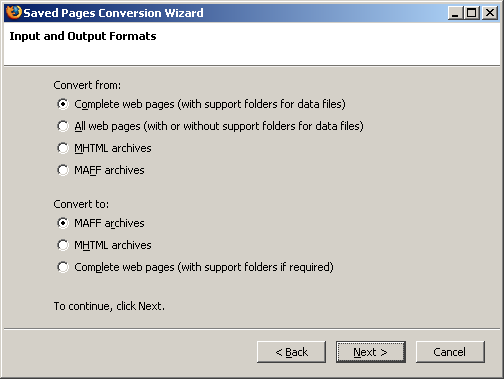 Saved Pages Conversion Wizard
Input and Output Formats
Convert from:
Complete web pages (with support folders for data files)
All web pages (with or without support folders for data files)
MHTML archives
MAFF archives
Convert to:
MAFF archives
MHTML archives
Complete web pages (with support folders if required)
To continue, click Next.
< Back
Next >
Cancel